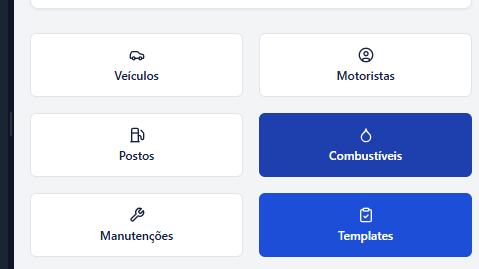 Veículos
Motoristas
Postos
Combustíveis
Manutenções
Templates